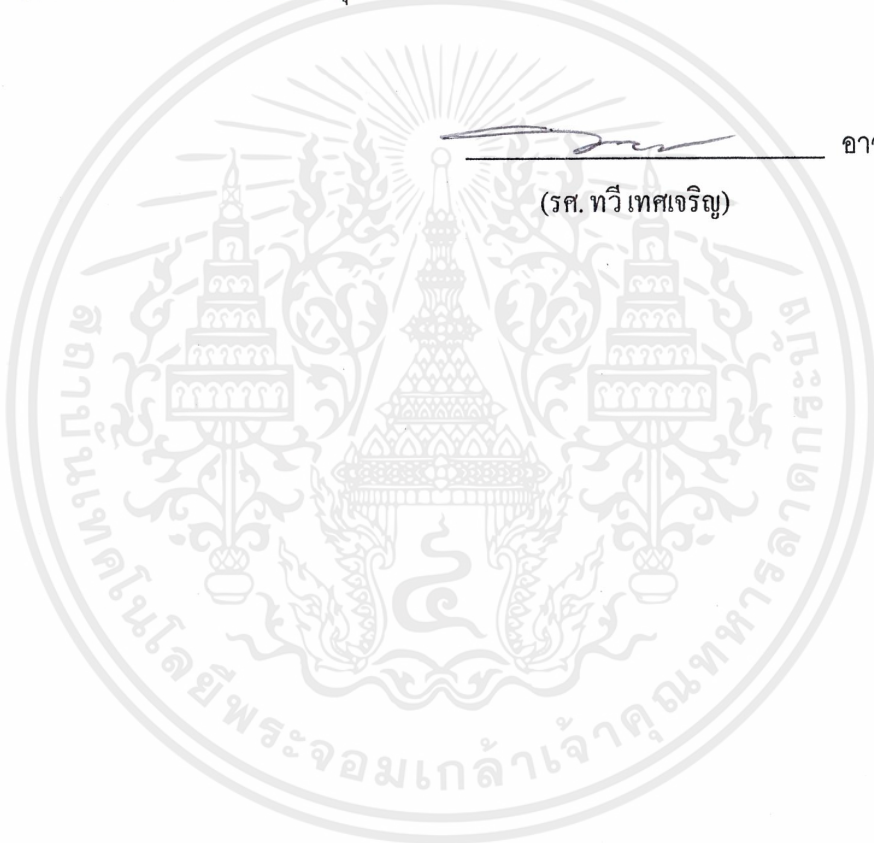 (รศ. ทวี เทศเจริญ)
สถาบันเทคโนโลยีพระจอมเกล้าเจ้าคุณทหารลาดกระบัง